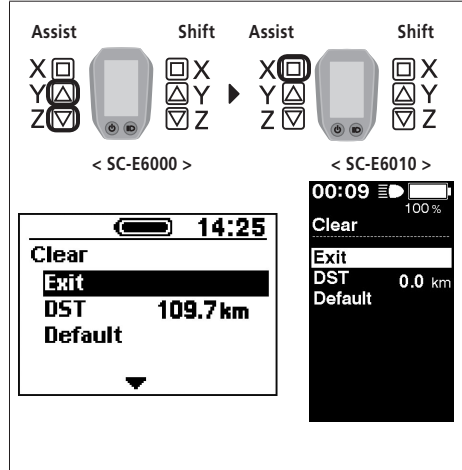 Assist Shift Assist Shift
X X X X
Y Y Y Y
Z Z Z Z
< SC-E6000 > < SC-E6010 >
14:25
Clear
Exit
DST 109.7 km
Default
00:09
100 %
Clear
Exit
DST 0.0 km
Default